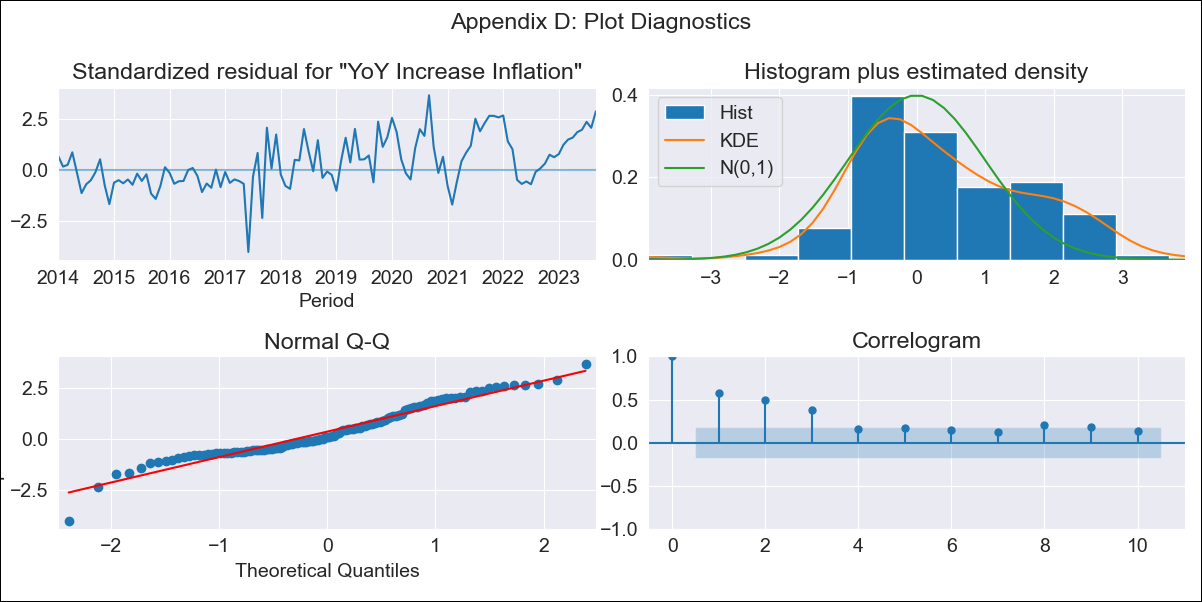 Appendix D: Plot Diagnostics
Standardized residual for "YoY Increase Inflation"
2.5
0.0
−2.5
2014 2015 2016 2017 2018 2019 2020 2021 2022 2023
Period
Histogram plus estimated density
0.4
0.2
0.0
Hist
KDE
N(0,1)
−3 −2 −1 0 1 2 3
Normal Q-Q
2.5
0.0
−2.5
−2 −1 0 1 2
Theoretical Quantiles
Correlogram
1.0
0.5
0.0
−0.5
−1.0
0 2 4 6 8 10